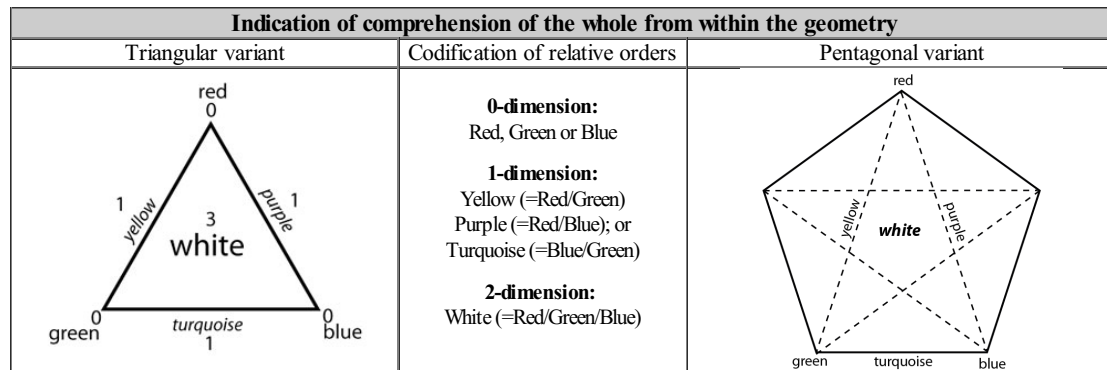 Indication of comprehension of the whole from within the geometry
Triangular variant
Codification of relative orders
Pentagonal variant
red
0
1
yellow
purple
1
3
white
0
0
green
turquoise
blue
1
0-dimension:
Red, Green or Blue
1-dimension:
Yellow (=Red/Green)
Purple (=Red/Blue); or
Turquoise (=Blue/Green)
2-dimension:
White (=Red/Green/Blue)
red
yellow
white
purple
green
turquoise
blue